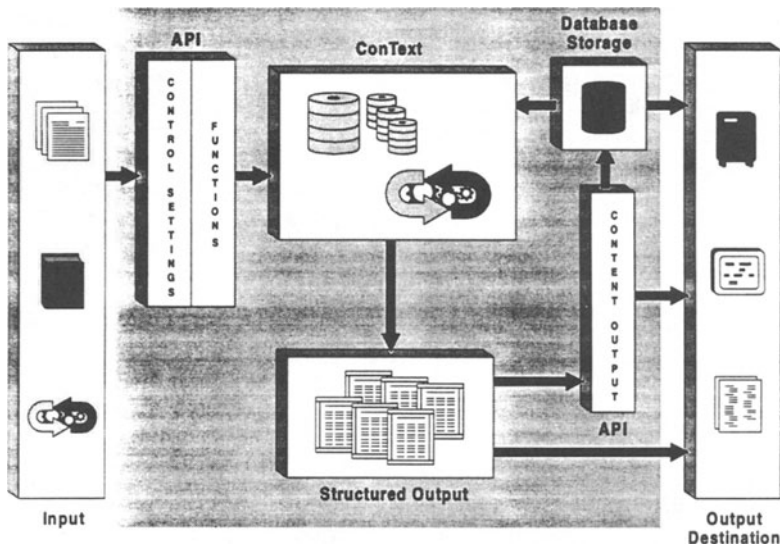 API
ConText
Database
Storage
CONTROL SETTINGS
FUNCTIONS
CONTENT OUTPUT
API
Structured Output
Input
Output
Destination